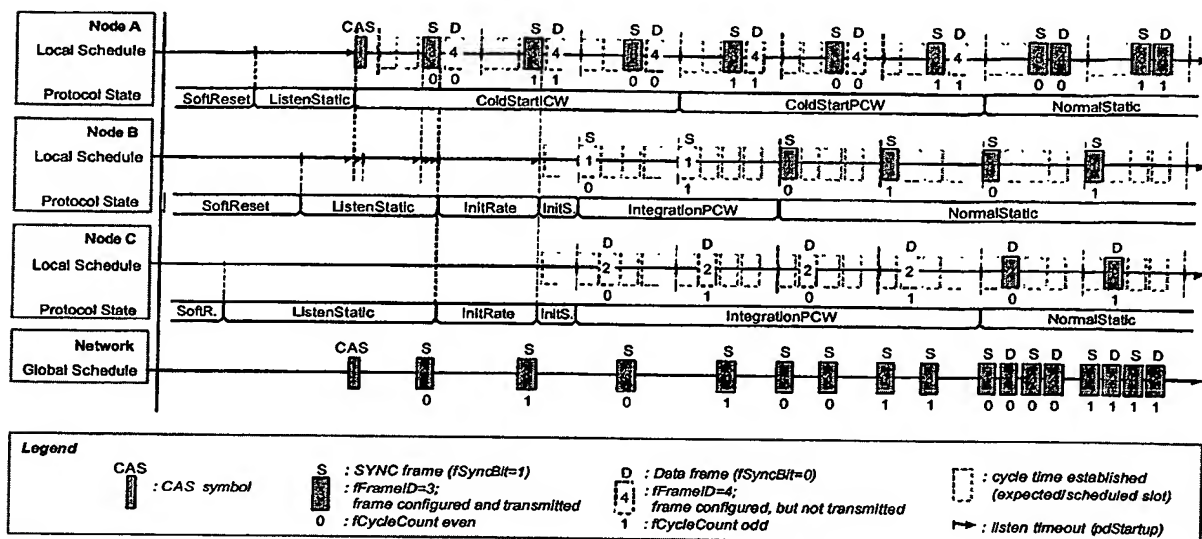 Node A
CAS
S D S D S D S D S D S D S D S D
Local Schedule
4 4 4 4 4 4
0 0 1 1 0 0 1 1 0 0 1 1 0 0 1 1
Protocol State
SoftReset ListenStatic ColdStartICW ColdStartPCW NormalStatic
Node B
S S S S S S
Local Schedule
1 1
0 1 0 1 0 1
Protocol State
SoftReset ListenStatic InitRate InitS. IntegrationPCW NormalStatic
Node C
D D D D D D
Local Schedule
2 2 2 2
0 1 0 1 0 1
Protocol State
SoftR. ListenStatic InitRate InitS. IntegrationPCW NormalStatic
Network
CAS S S S S S S S S S D S D S D S D
Global Schedule
0 1 0 1 0 0 1 1 0 0 0 0 1 1 1 1
Legend
CAS
: CAS symbol
S : SYNC frame (fSyncBit=1)
: fFrameID=3;
frame configured and transmitted
0 : fCycleCount even
D : Data frame (fSyncBit=0)
4 : fFrameID=4;
frame configured, but not transmitted
1 : fCycleCount odd
: cycle time established
(expected/scheduled slot)
: listen timeout (pdStartup)